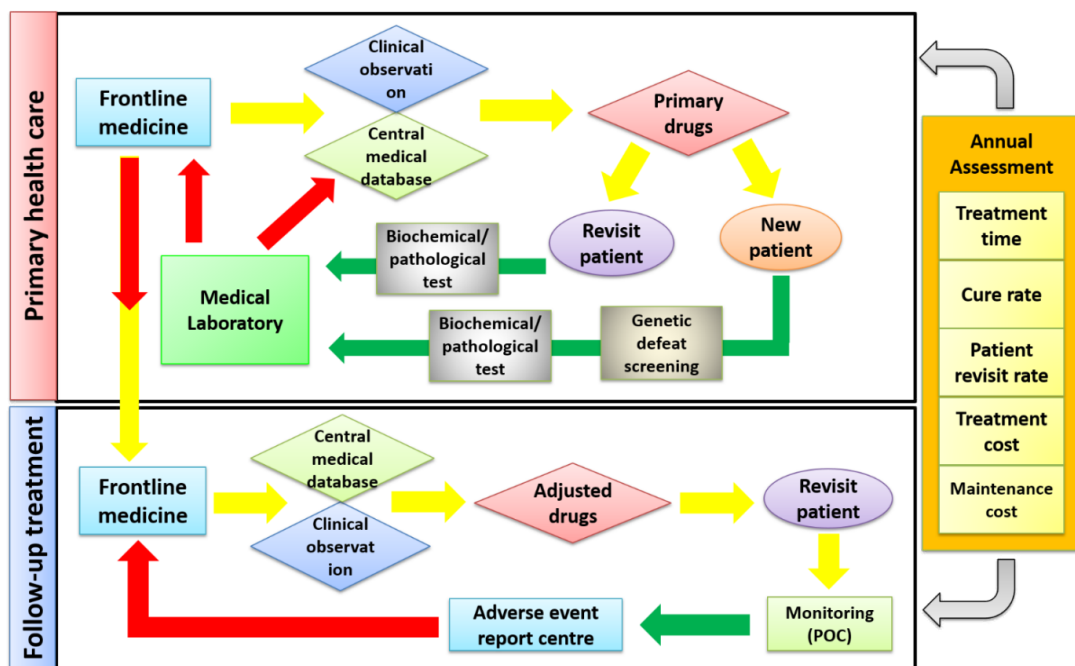 Primary health care
Frontline
medicine
Clinical
observati
on
Central
medical
database
Primary
drugs
Revisit
patient
New
patient
Biochemical/
pathological
test
Medical
Laboratory
Biochemical/
pathological
test
Genetic
defeat
screening
Follow-up treatment
Frontline
medicine
Central
medical
database
Clinical
observat
ion
Adjusted
drugs
Revisit
patient
Adverse event
report centre
Monitoring
(POC)
Annual
Assessment
Treatment
time
Cure rate
Patient
revisit rate
Treatment
cost
Maintenance
cost